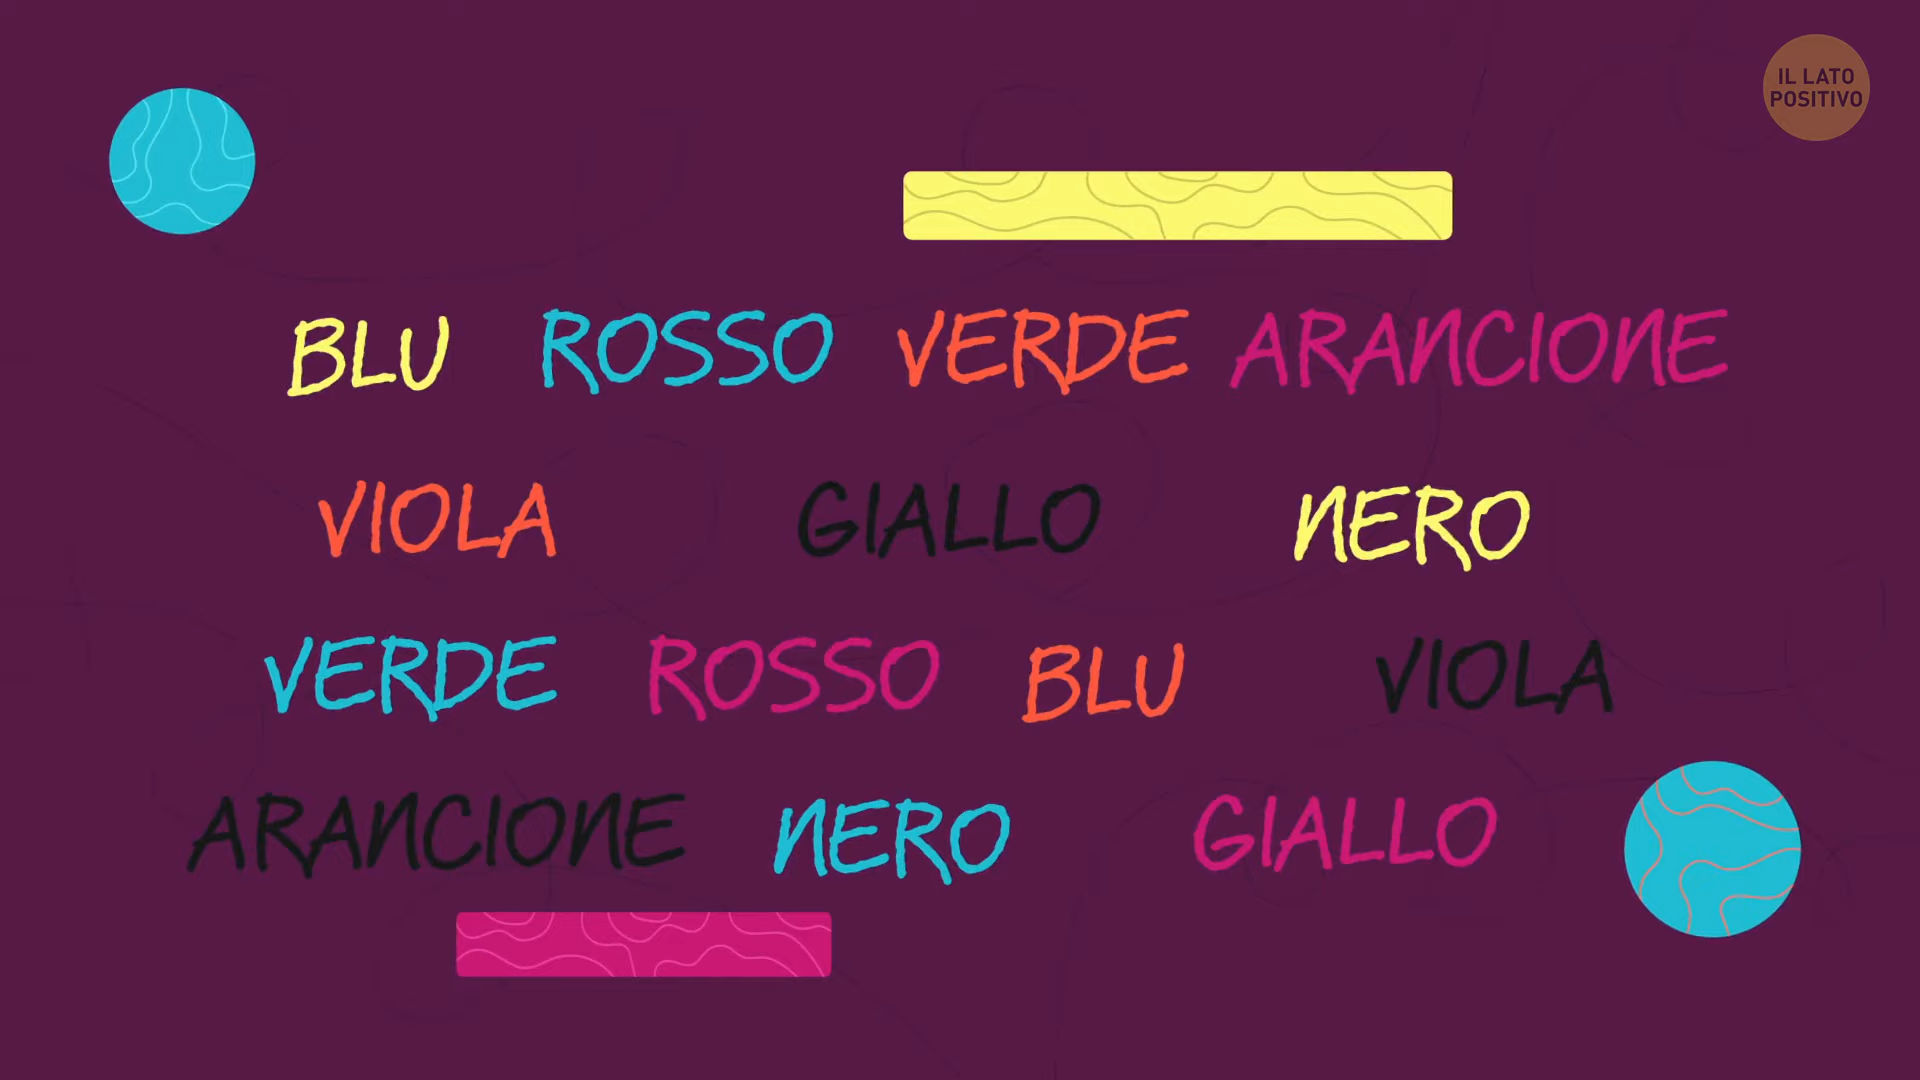 IL LATO
POSITIVO
BLU ROSSO VERDE ARANCIONE
VIOLA GIALLO NERO
VERDE ROSSO BLU VIOLA
ARANCIONE NERO GIALLO